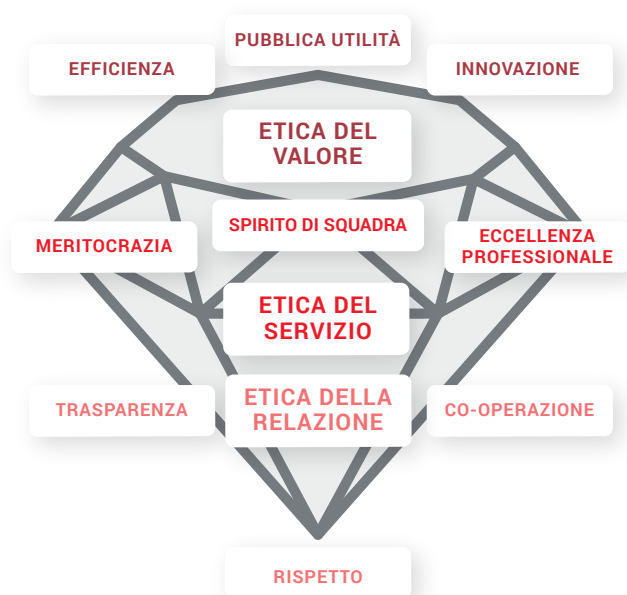 PUBBLICA UTILITÀ
EFFICIENZA
INNOVAZIONE
ETICA DEL
VALORE
SPIRITO DI SQUADRA
MERITOCRAZIA
ECCELLENZA
PROFESSIONALE
ETICA DEL
SERVIZIO
ETICA DELLA
RELAZIONE
TRASPARENZA
CO-OPERAZIONE
RISPETTO